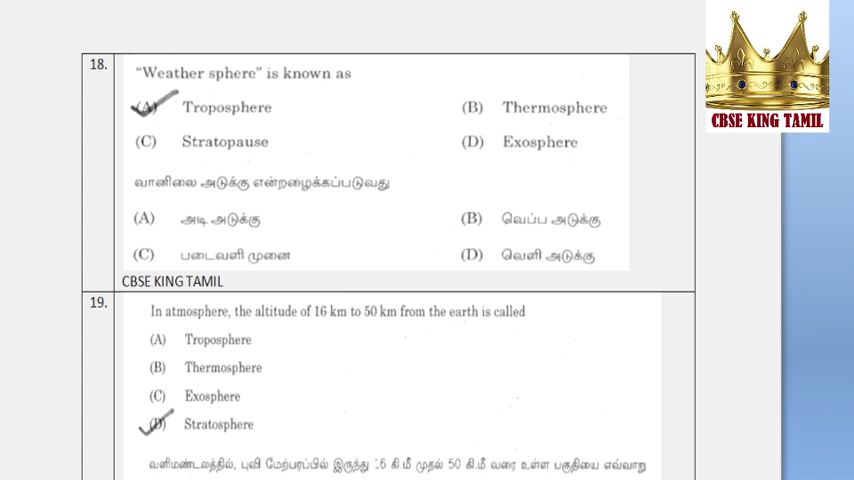 CBSE KING TAMIL
18.
"Weather sphere" is known as
(A) Troposphere (B) Thermosphere
(C) Stratopause (D) Exosphere
வானிலை அடுக்கு என்றழைக்கப்படுவது
(A) அடி அடுக்கு (B) வெப்ப அடுக்கு
(C) படைவளி முனை (D) வெளி அடுக்கு
CBSE KING TAMIL
19.
In atmosphere, the altitude of 16 km to 50 km from the earth is called
(A) Troposphere
(B) Thermosphere
(C) Exosphere
(D) Stratosphere
வளிமண்டலத்தில், புவி மேற்பரப்பில் இருந்து 16 கி.மீ முதல் 50 கி.மீ வரை உள்ள பகுதியை எவ்வாறு